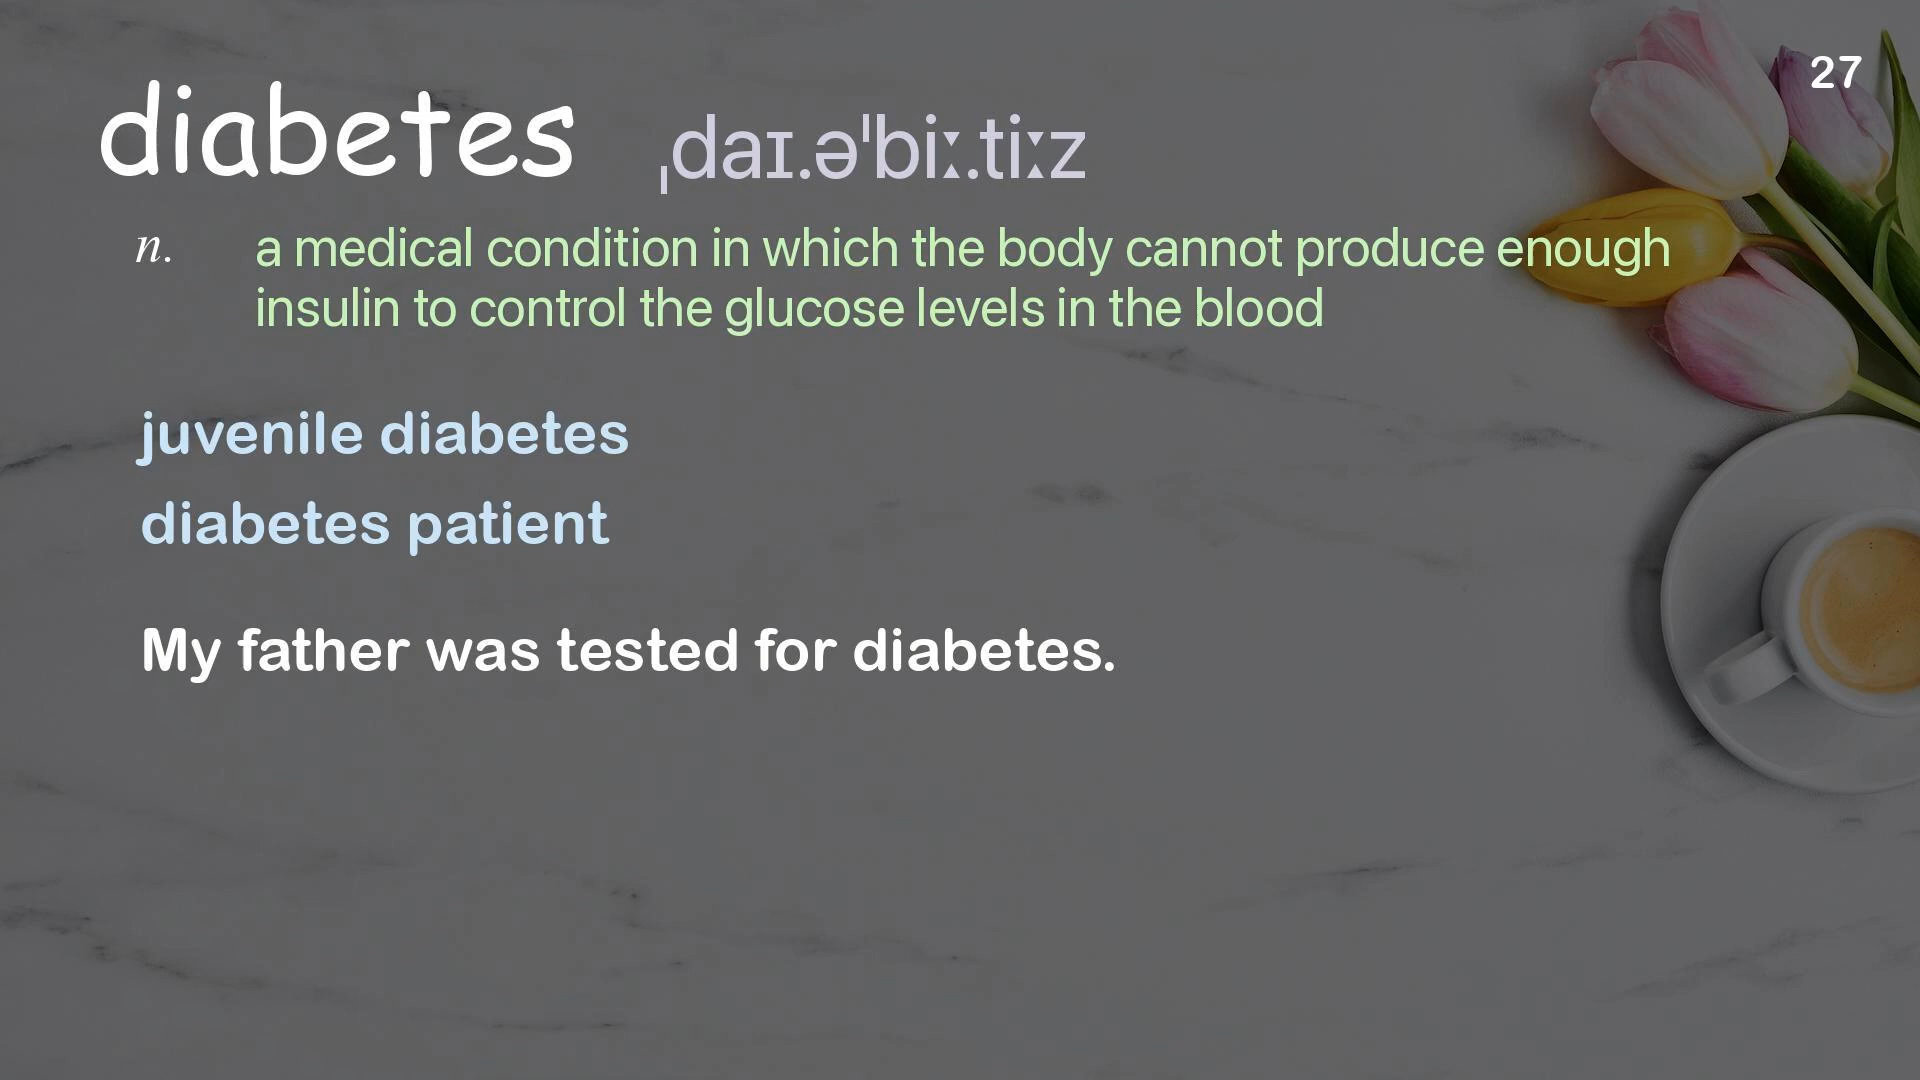 27
diabetes ˌdaɪ.əˈbiː.tiːz
n. a medical condition in which the body cannot produce enough
insulin to control the glucose levels in the blood
juvenile diabetes
diabetes patient
My father was tested for diabetes.